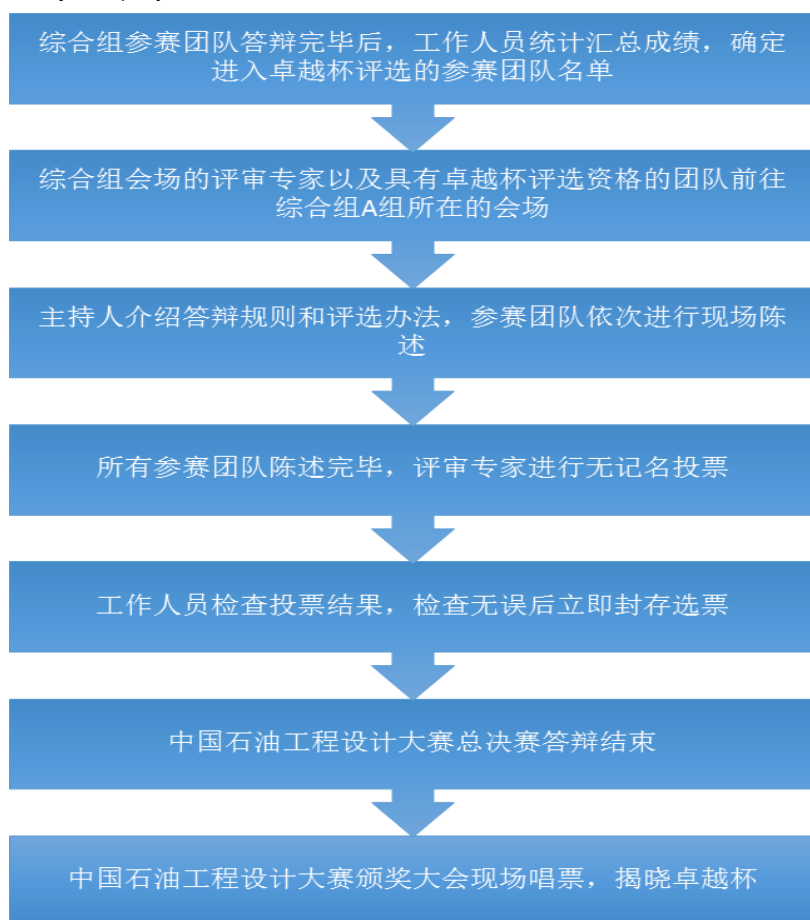 综合组参赛团队答辩完毕后，工作人员统计汇总成绩，确定
进入卓越杯评选的参赛团队名单
综合组会场的评审专家以及具有卓越杯评选资格的团队前往
综合组A组所在的会场
主持人介绍答辩规则和评选办法，参赛团队依次进行现场陈
述
所有参赛团队陈述完毕，评审专家进行无记名投票
工作人员检查投票结果，检查无误后立即封存选票
中国石油工程设计大赛总决赛答辩结束
中国石油工程设计大赛颁奖大会现场唱票，揭晓卓越杯